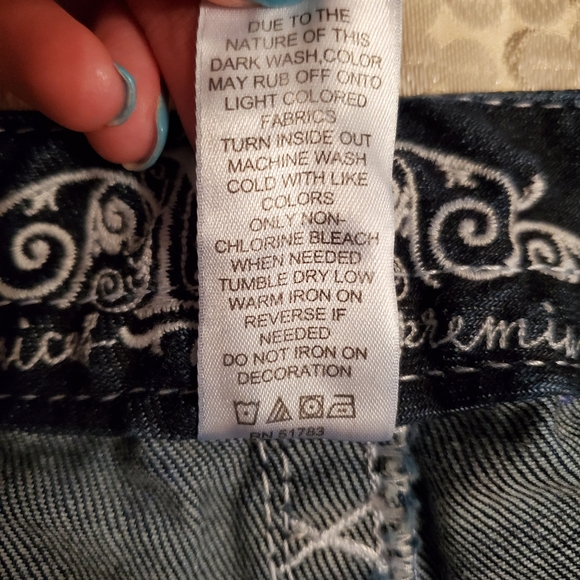 DUE TO THE
NATURE OF THIS
DARK WASH,COLOR
MAY RUB OFF ONTO
LIGHT COLORED
FABRICS
TURN INSIDE OUT
MACHINE WASH
COLD WITH LIKE
COLORS
ONLY NON-
CHLORINE BLEACH
WHEN NEEDED
TUMBLE DRY LOW
WARM IRON ON
REVERSE IF
NEEDED
DO NOT IRON ON
DECORATION
RN 51783